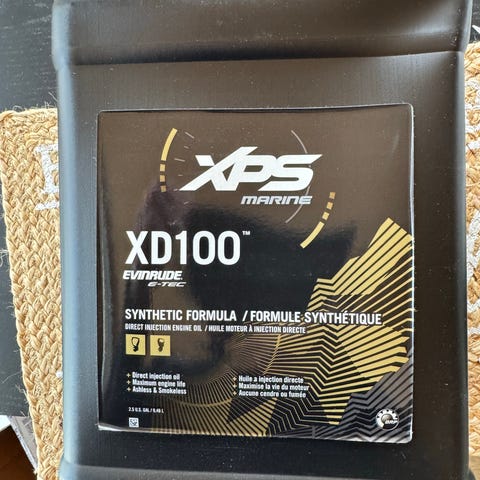 XPS
MARINE
XD100™
EVINRUDE
E-TEC
SYNTHETIC FORMULA / FORMULE SYNTHÉTIQUE
DIRECT INJECTION ENGINE OIL / HUILE MOTEUR À INJECTION DIRECTE
+ Direct injection oil
+ Maximum engine life
+ Ashless & Smokeless
+ Huile a injection directe
+ Maximise la vie du moteur
+ Aucune cendre ou fumée
2.5 U.S. GAL / 9.46 L
BRP